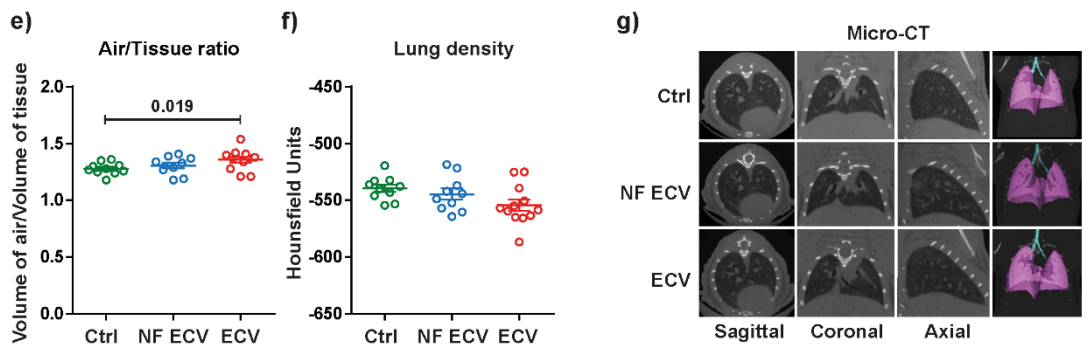 e)
Air/Tissue ratio
Volume of air/Volume of tissue
2.0
1.5
1.0
0.5
0.0
0.019
Ctrl NF ECV ECV
f)
Lung density
Hounsfield Units
-450
-500
-550
-600
-650
Ctrl NF ECV ECV
g)
Micro-CT
Ctrl
NF ECV
ECV
Sagittal Coronal Axial